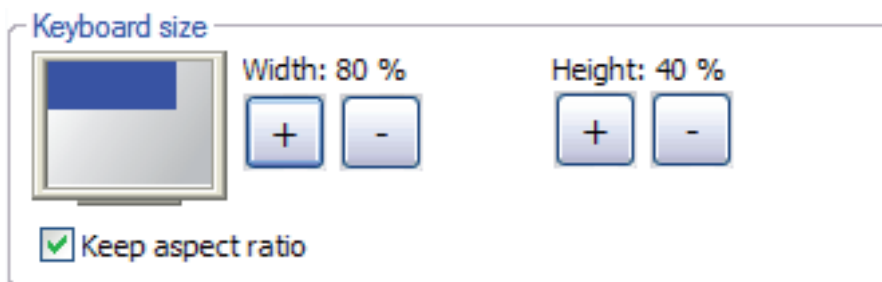 Keyboard size
Width: 80 % Height: 40 %
+ - + -
Keep aspect ratio